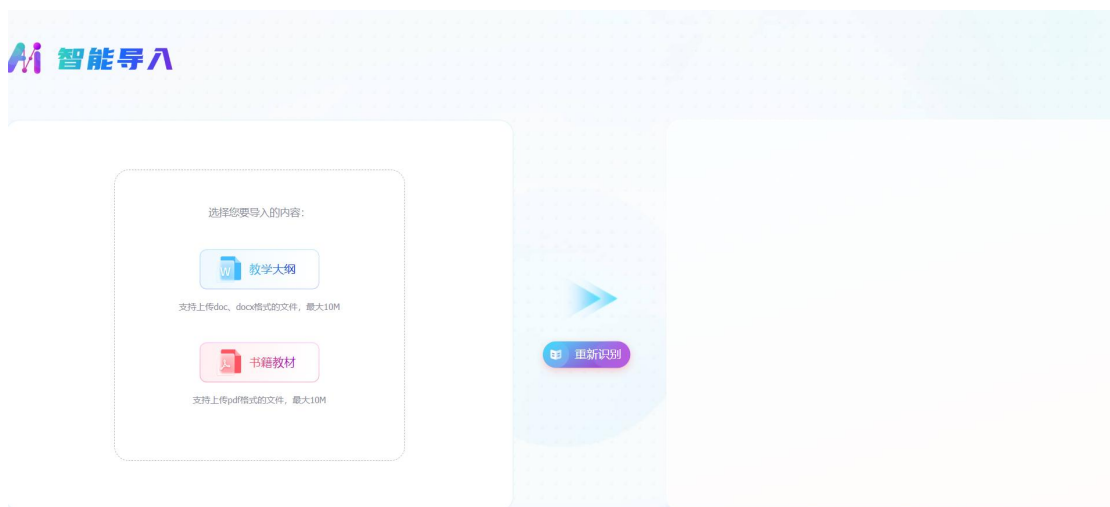 Ai 智能导入
选择您要导入的内容：
教学大纲
支持上传doc、docx格式的文件，最大10M
书籍教材
支持上传pdf格式的文件，最大10M
重新识别